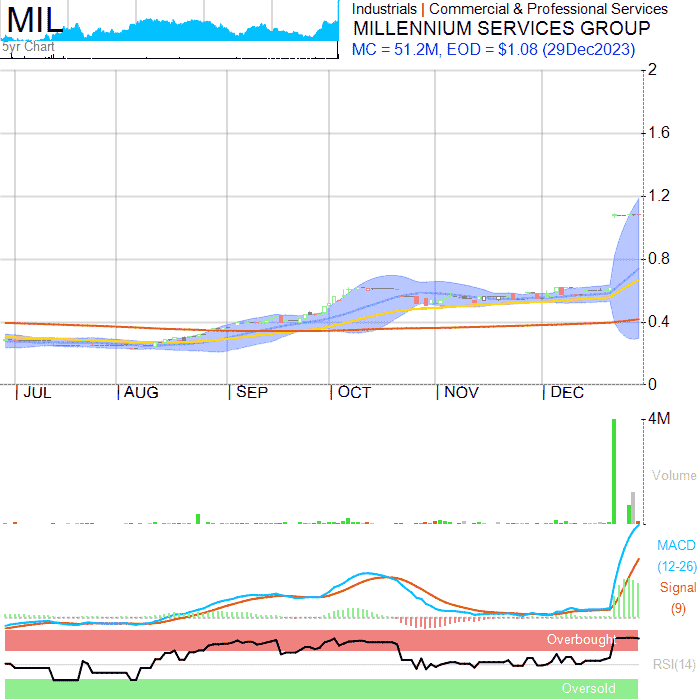 MIL
5yr Chart
Industrials | Commercial & Professional Services
MILLENNIUM SERVICES GROUP
MC = 51.2M, EOD = $1.08 (29Dec2023)
2
1.6
1.2
0.8
0.4
0
JUL AUG SEP OCT NOV DEC
4M
Volume
MACD
(12-26)
Signal
(9)
Overbought
RSI(14)
Oversold